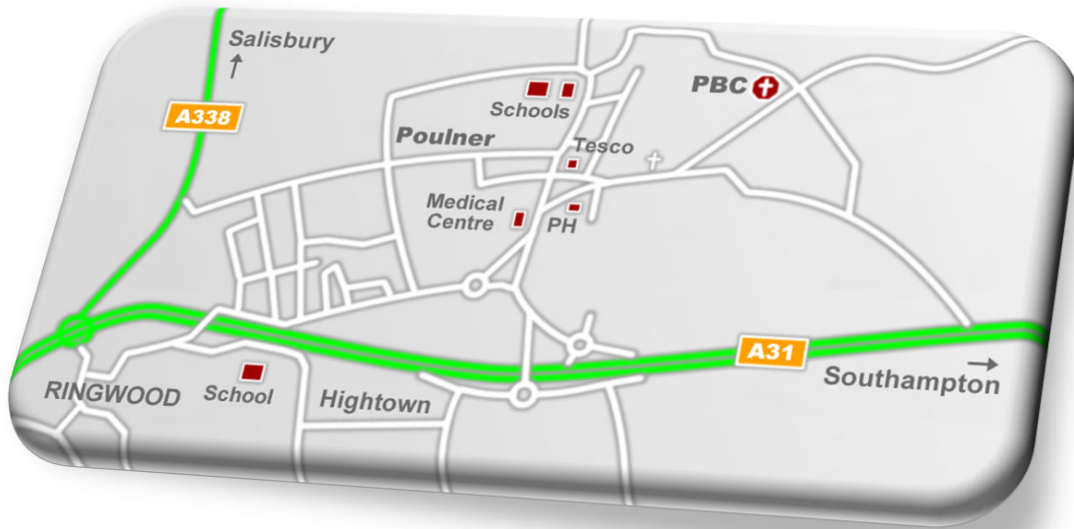 Salisbury
A338
Schools
PBC
Poulner
Tesco
Medical
Centre
PH
A31
Southampton
RINGWOOD
School
Hightown